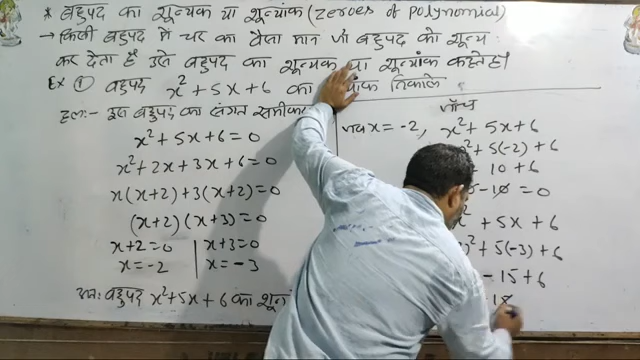 * बहुपद का शून्यक या शून्यांक (zeroes of polynomial)
→ किसी बहुपद में चर का वैसा मान जो बहुपद को शून्य
कर देता है उसे बहुपद का शून्यक या शून्यांक कहते हैं।
Ex ① बहुपद x²+5x+6 का निकाले
हल:- इस बहुपद का संगत
x²+5x+6=0
x²+2x+3x+6=0
x(x+2)+3(x+2)=0
(x+2)(x+3)=0
x+2=0 | x+3=0
x=-2 | x=-3
अतः बहुपद x²+5x+6 का
जाँच
जब x=-2, x²+5x+6
+5(-2)+6
10+6
-10=0
x²+5x+6
+5(-3)+6
-15+6
18